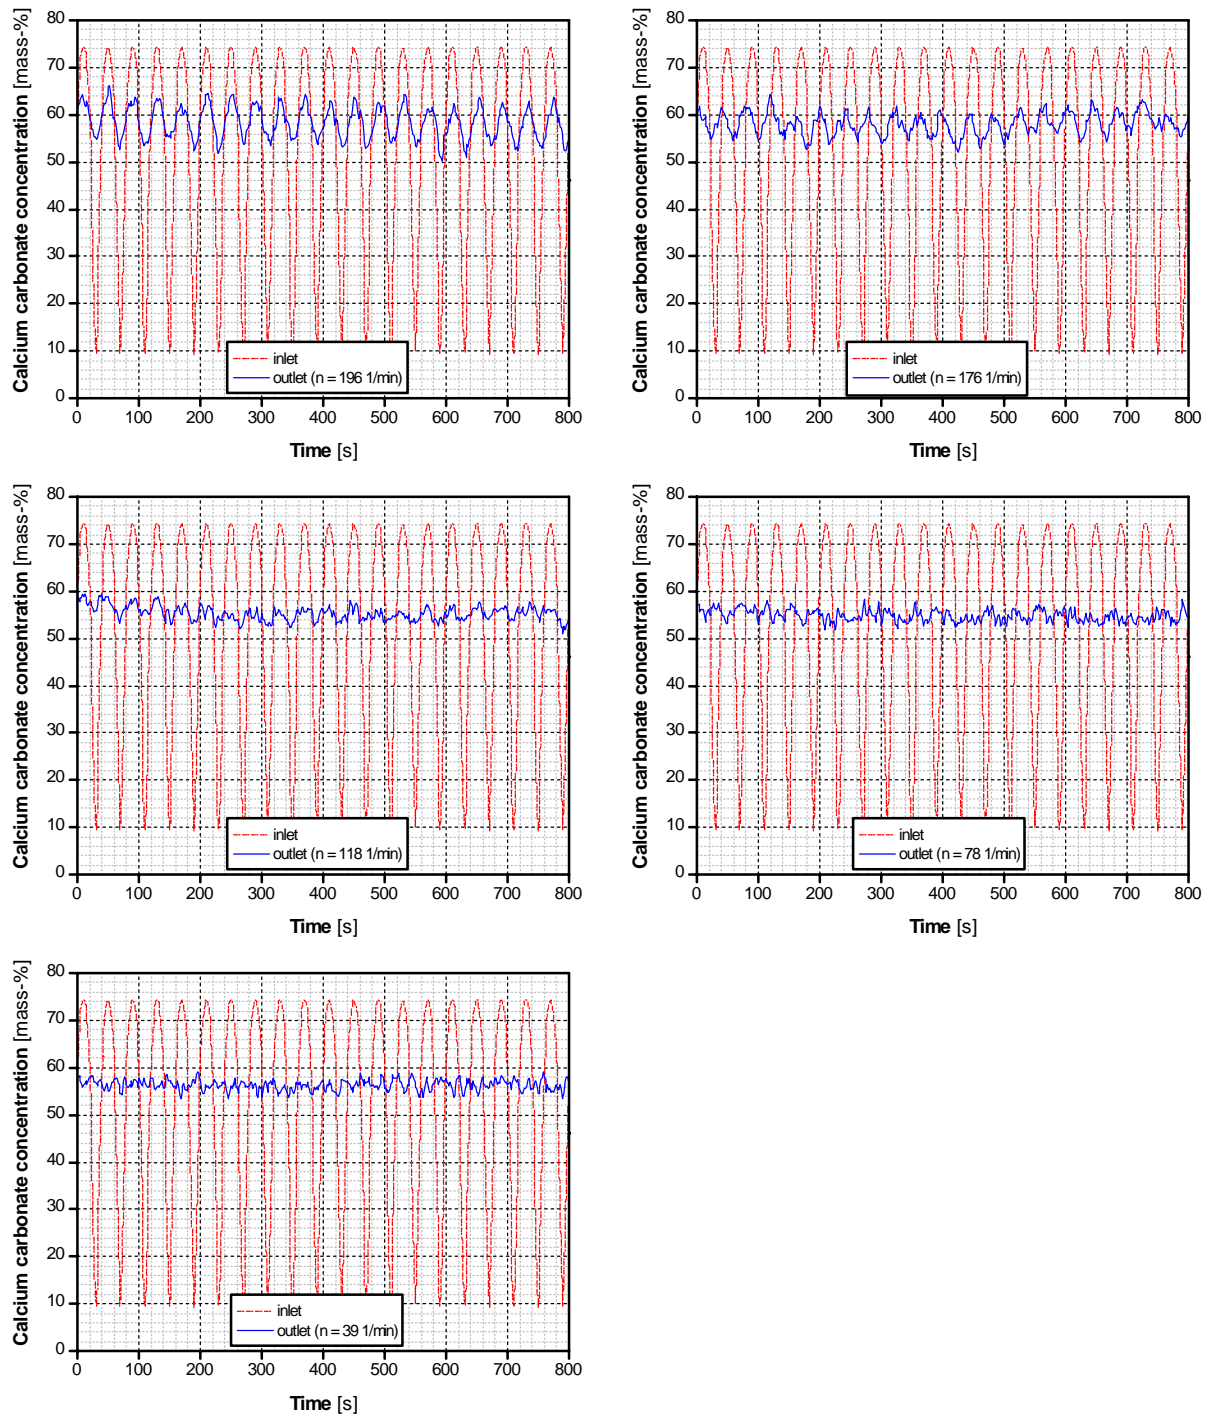 Calcium carbonate concentration [mass-%]
80
70
60
50
40
30
20
10
0
inlet
outlet (n = 196 1/min)
0 100 200 300 400 500 600 700 800
Time [s]
Calcium carbonate concentration [mass-%]
80
70
60
50
40
30
20
10
0
inlet
outlet (n = 176 1/min)
0 100 200 300 400 500 600 700 800
Time [s]
Calcium carbonate concentration [mass-%]
80
70
60
50
40
30
20
10
0
inlet
outlet (n = 118 1/min)
0 100 200 300 400 500 600 700 800
Time [s]
Calcium carbonate concentration [mass-%]
80
70
60
50
40
30
20
10
0
inlet
outlet (n = 78 1/min)
0 100 200 300 400 500 600 700 800
Time [s]
Calcium carbonate concentration [mass-%]
80
70
60
50
40
30
20
10
0
inlet
outlet (n = 39 1/min)
0 100 200 300 400 500 600 700 800
Time [s]